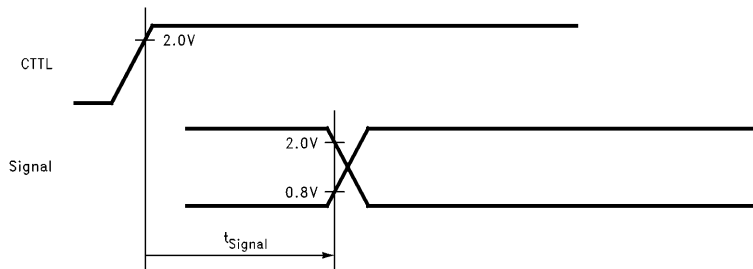 2.0V
CTTL
2.0V
Signal
0.8V
tSignal